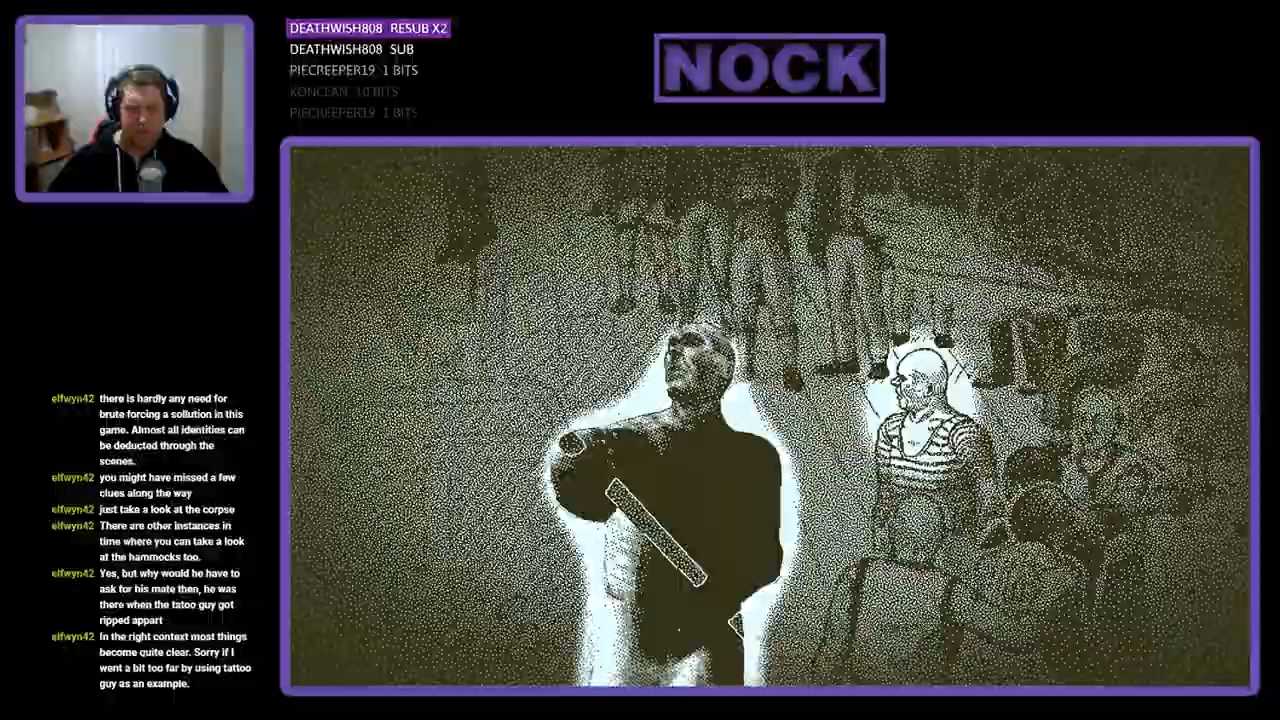 DEATHWISH808 RESUB X2
DEATHWISH808 SUB
PIECREEPER19 1 BITS
KONCEAN 10 BITS
PIECREEPER19 1 BITS
NOCK
elfwyn42 there is hardly any need for
brute forcing a sollution in this
game. Almost all identities can
be deducted through the
scenes.
elfwyn42 you might have missed a few
clues along the way
elfwyn42 just take a look at the corpse
elfwyn42 There are other instances in
time where you can take a look
at the hammocks too.
elfwyn42 Yes, but why would he have to
ask for his mate then, he was
there when the tatoo guy got
ripped appart
elfwyn42 In the right context most things
become quite clear. Sorry if I
went a bit too far by using tattoo
guy as an example.